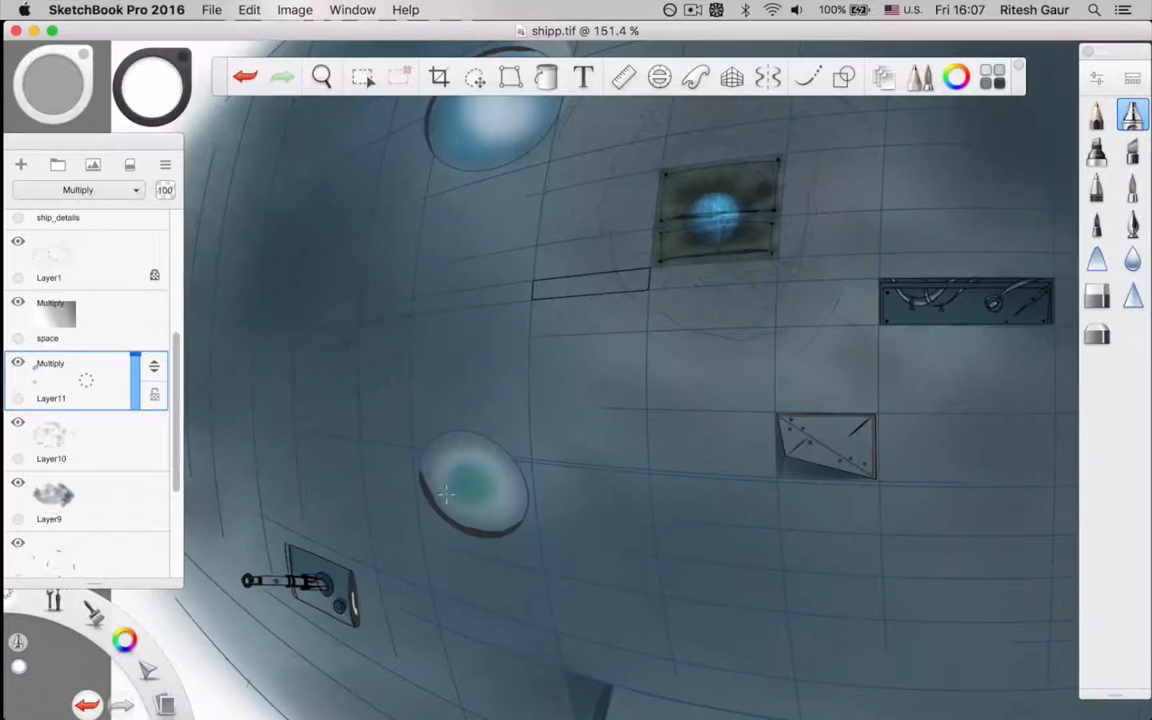 SketchBook Pro 2016 File Edit Image Window Help 100% U.S. Fri 16:07 Ritesh Gaur
shipp.tif @ 151.4 %
T
Multiply 100
ship_details
Layer1
Multiply
space
Multiply
Layer11
Layer10
Layer9